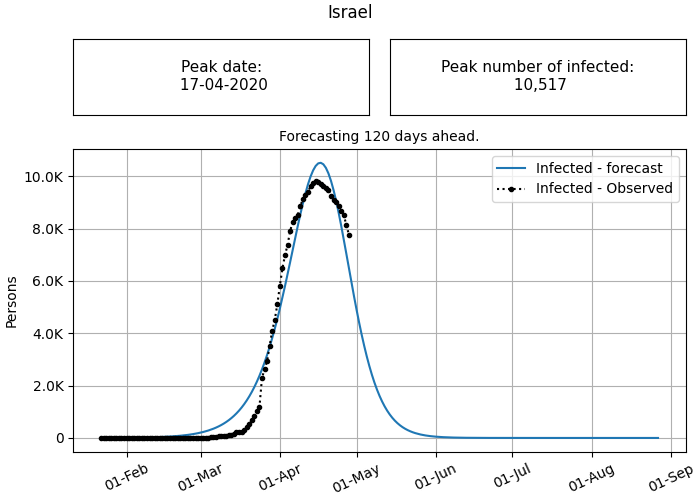 Israel
Peak date:
17-04-2020
Peak number of infected:
10,517
Forecasting 120 days ahead.
Infected - forecast
Infected - Observed
Persons
10.0K
8.0K
6.0K
4.0K
2.0K
0
01-Feb
01-Mar
01-Apr
01-May
01-Jun
01-Jul
01-Aug
01-Sep